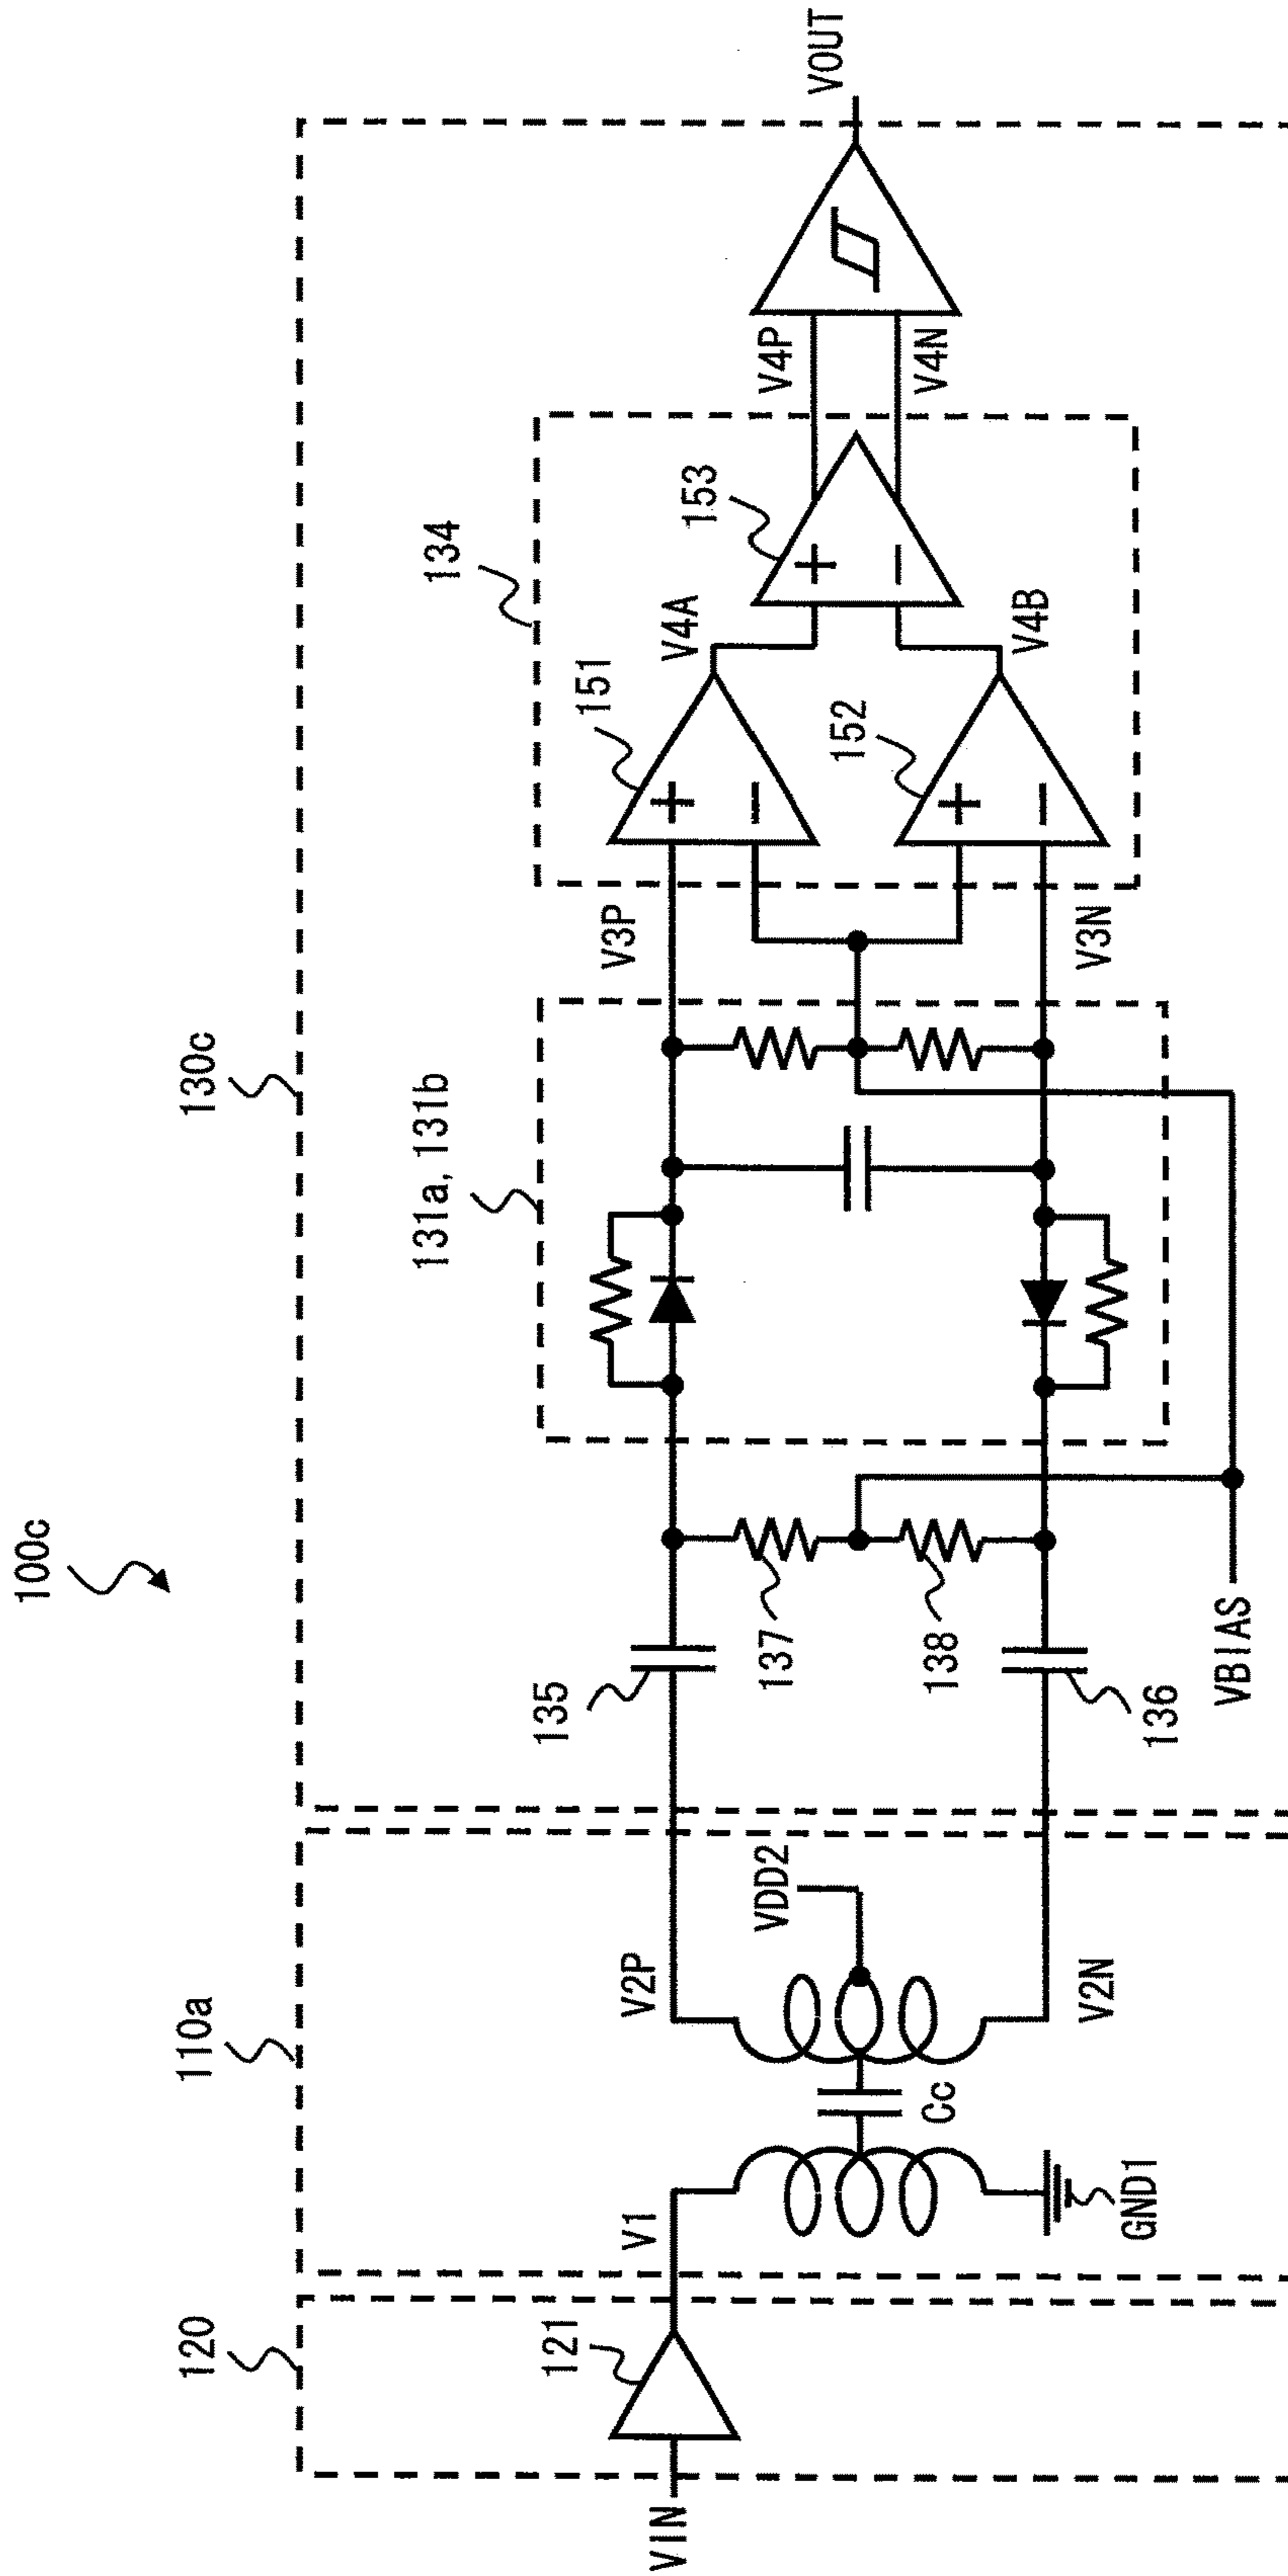 100c
120
110a
130c
131a, 131b
134
VIN
121
V1
GND1
Cc
V2P
VDD2
V2N
135
137
138
136
VBIAS
V3P
V3N
151
152
V4A
V4B
153
V4P
V4N
VOUT